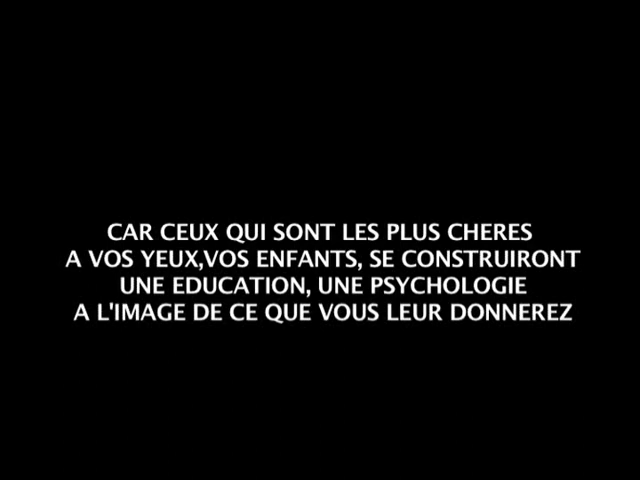 CAR CEUX QUI SONT LES PLUS CHERES
A VOS YEUX,VOS ENFANTS, SE CONSTRUIRONT
UNE EDUCATION, UNE PSYCHOLOGIE
A L'IMAGE DE CE QUE VOUS LEUR DONNEREZ